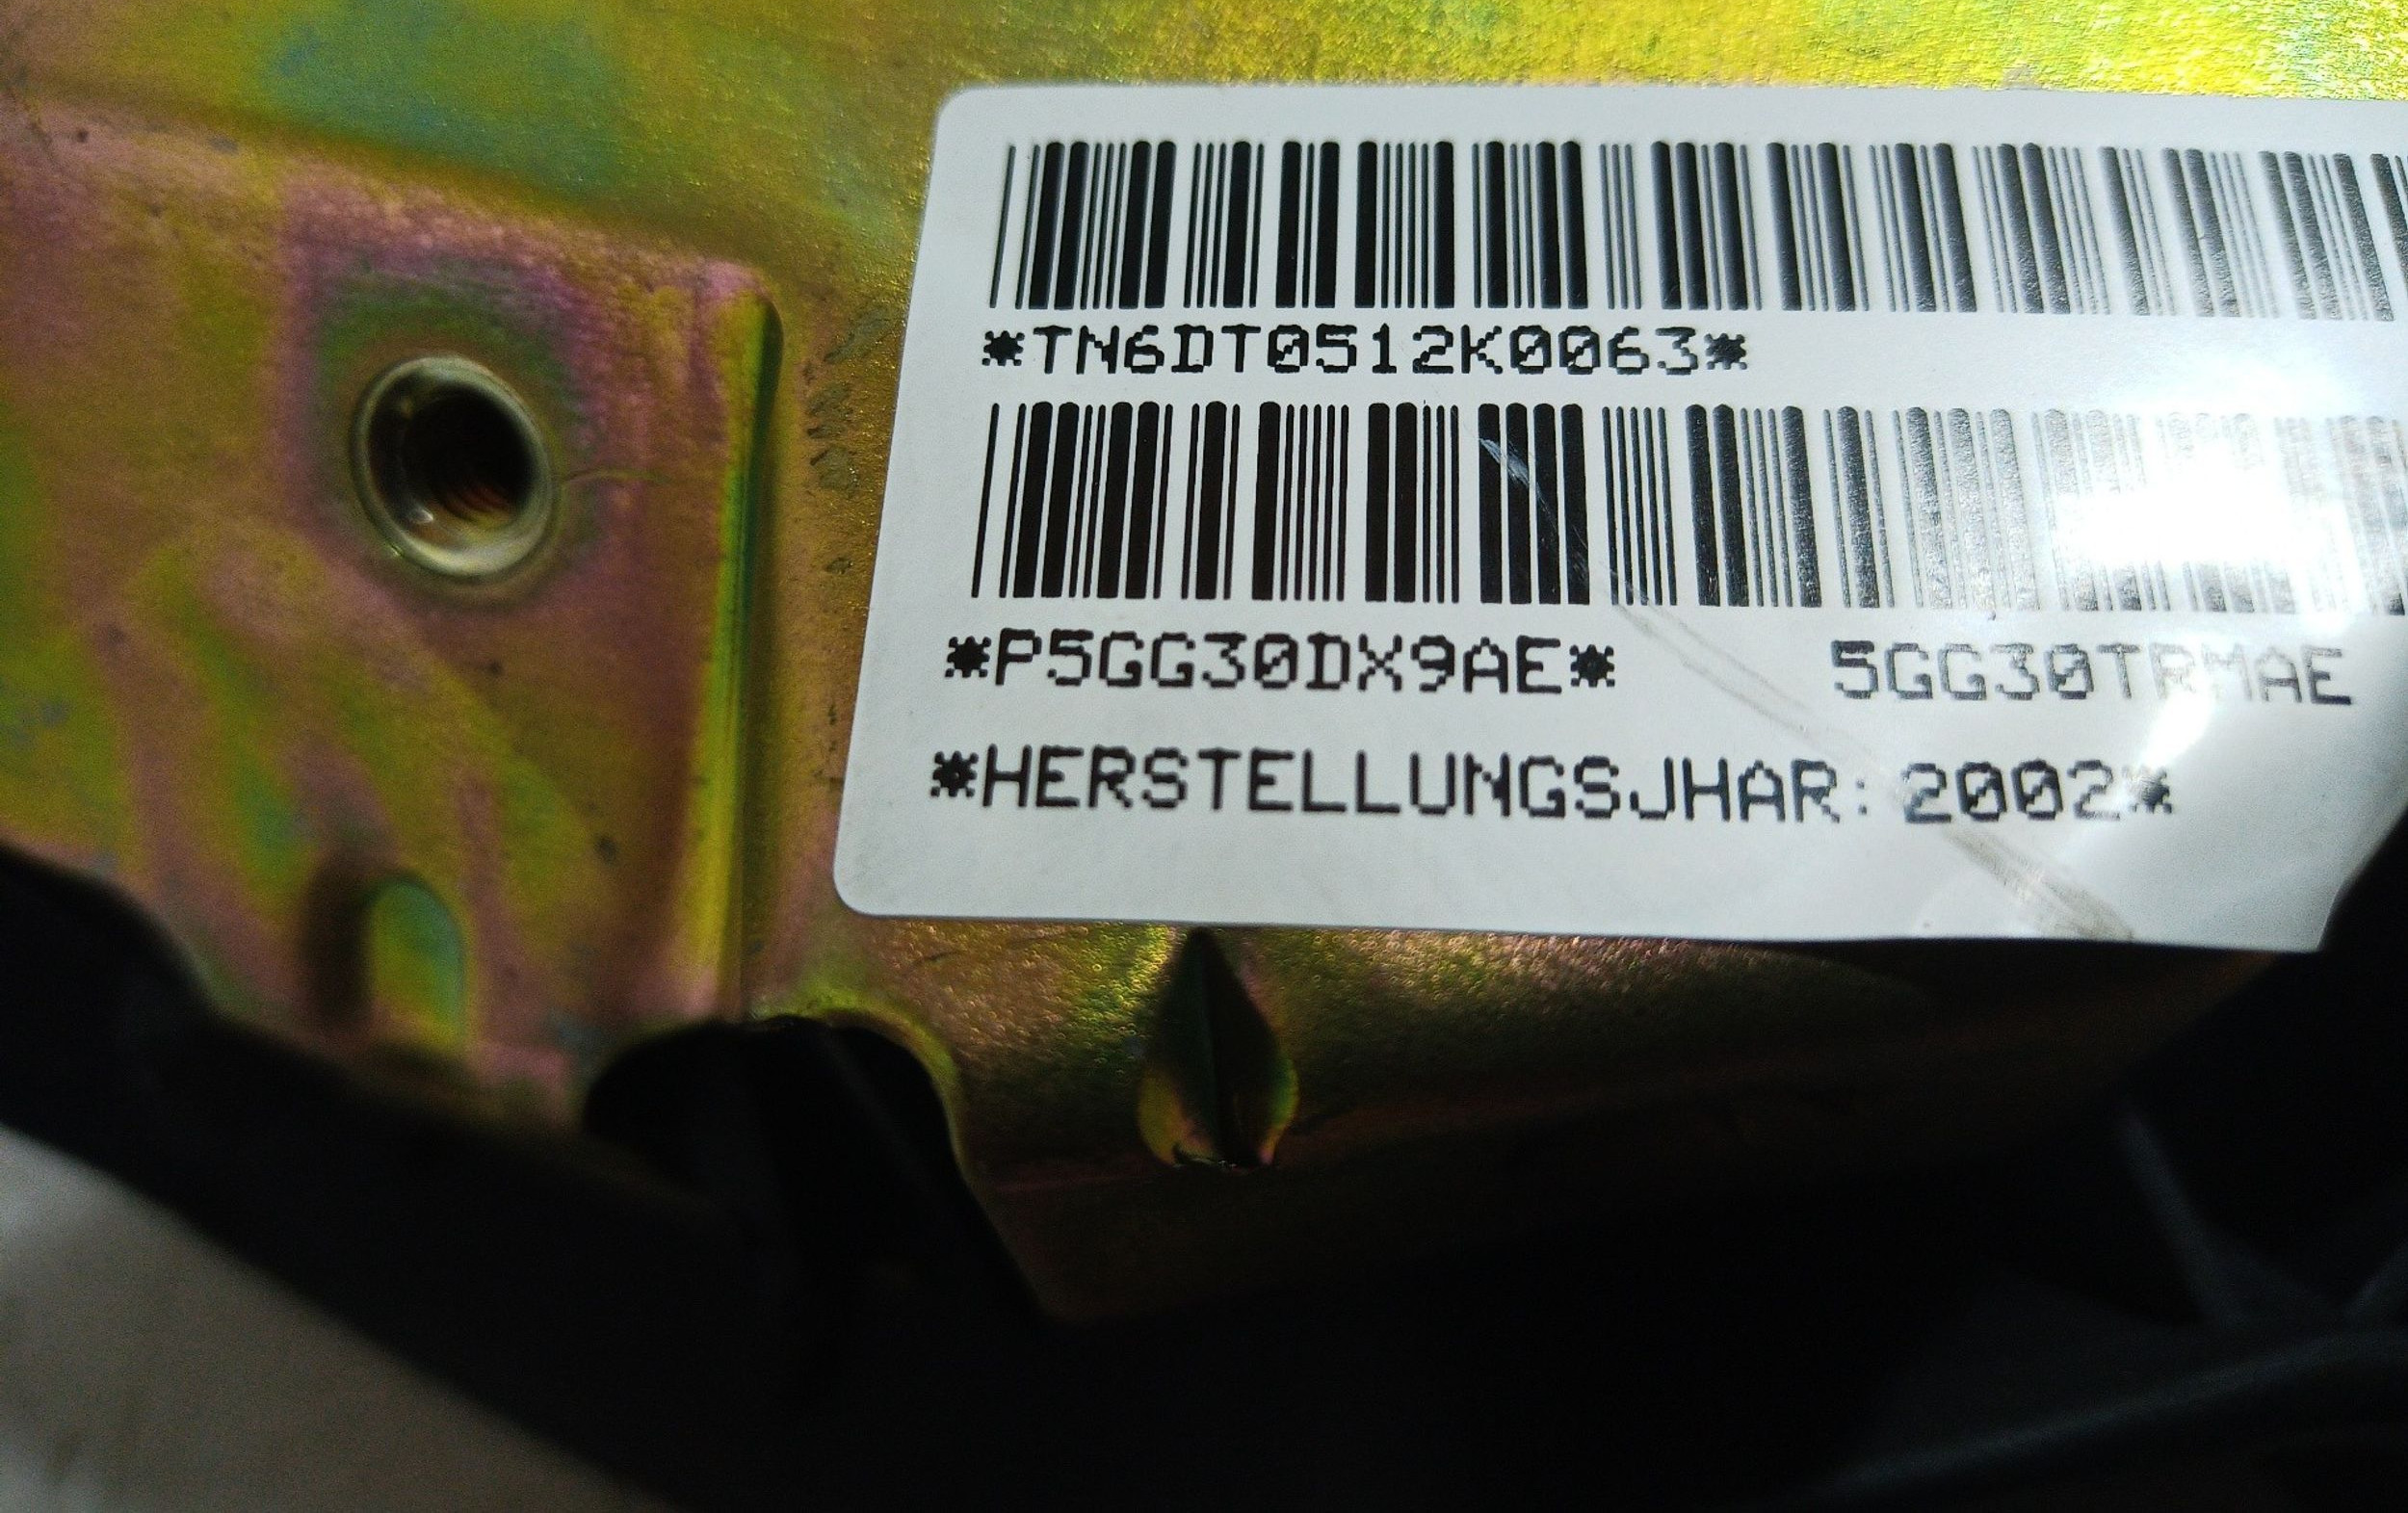 *TN6DT0512K0063*
*P5GG30DX9AE* 5GG30TRMAE
*HERSTELLUNGSJHAR: 2002*